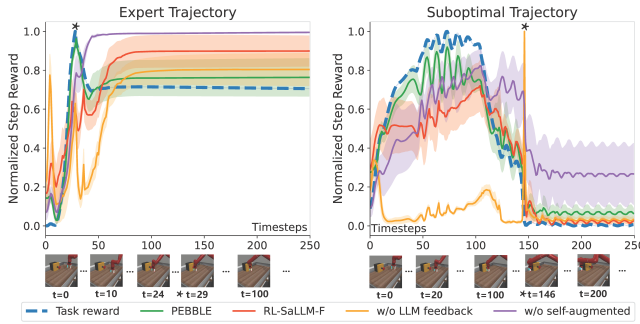 Expert Trajectory
Suboptimal Trajectory
Normalized Step Reward
1.0
0.8
0.6
0.4
0.2
0.0
*
Timesteps
0 50 100 150 200 250
Normalized Step Reward
1.0
0.8
0.6
0.4
0.2
0.0
*
Timesteps
0 50 100 150 200 250
... ... ... ... ...
t=0 t=10 t=24 *t=29 t=100
... ... ... ... ...
t=0 t=20 t=100 *t=146 t=200
Task reward PEBBLE RL-SaLLM-F w/o LLM feedback w/o self-augmented